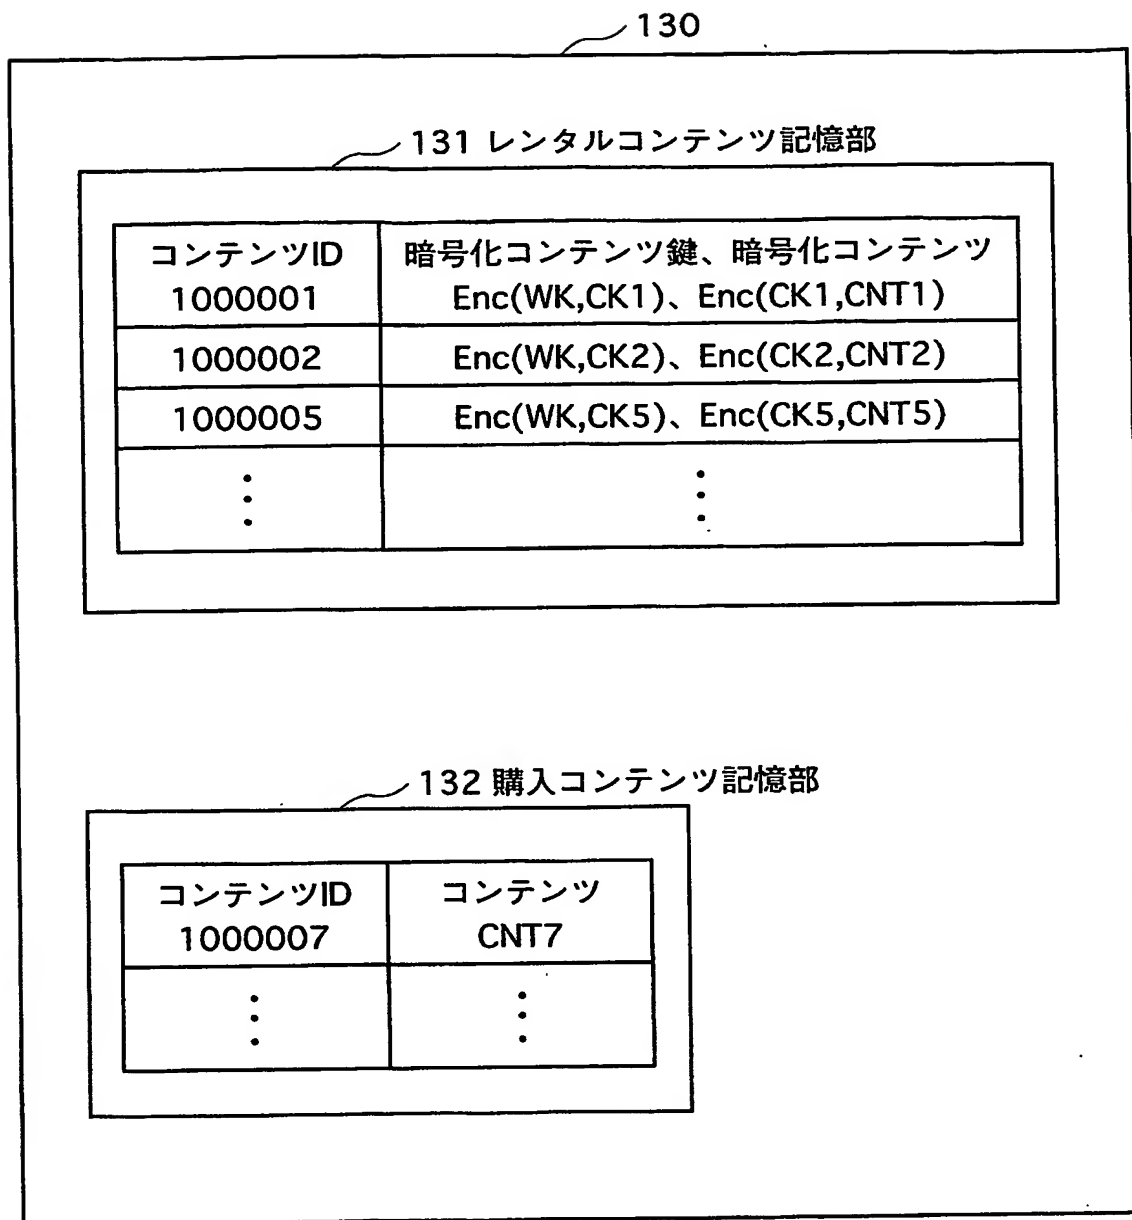 130
131 レンタルコンテンツ記憶部
コンテンツID
暗号化コンテンツ鍵、暗号化コンテンツ
1000001
Enc(WK,CK1)、Enc(CK1,CNT1)
1000002
Enc(WK,CK2)、Enc(CK2,CNT2)
1000005
Enc(WK,CK5)、Enc(CK5,CNT5)
132 購入コンテンツ記憶部
コンテンツID
コンテンツ
1000007
CNT7